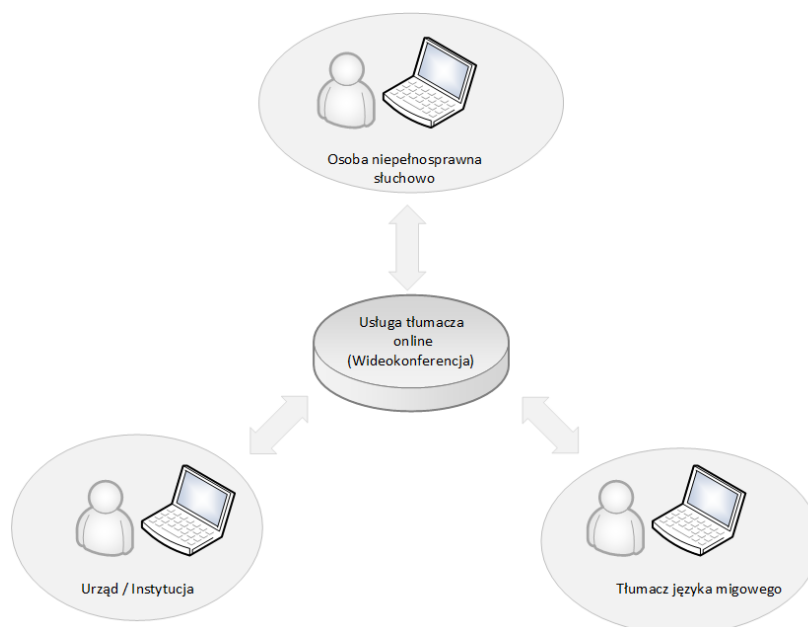 Osoba niepełnosprawna
słuchowo
Usługa tłumacza
online
(Wideokonferencja)
Urząd / Instytucja
Tłumacz języka migowego